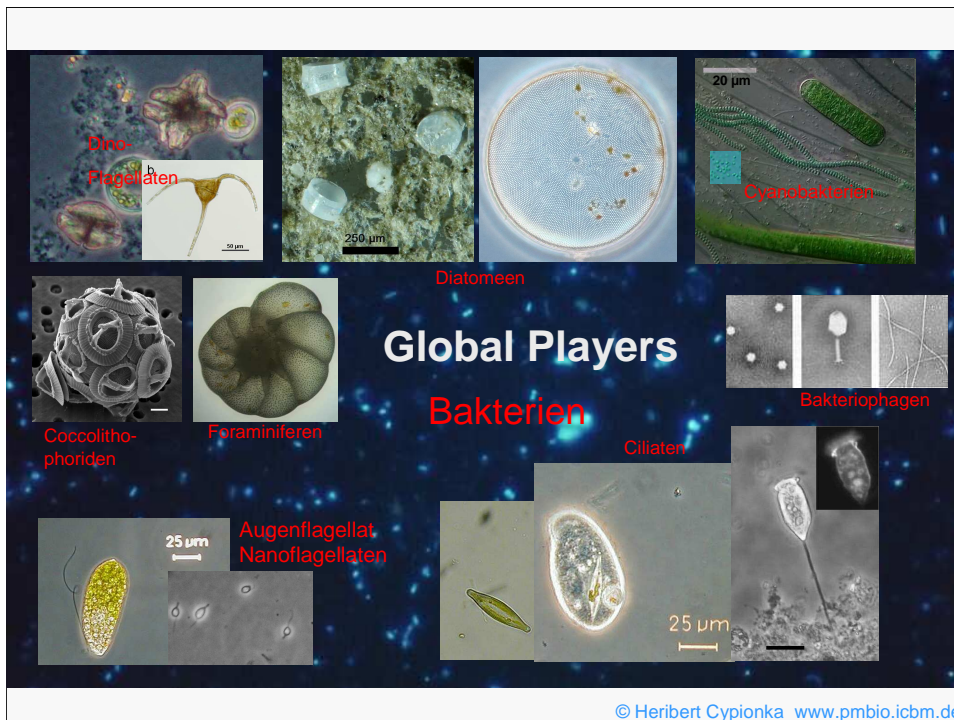 Dino-
Flagellaten
b
50 µm
250 µm
20 µm
Cyanobakterien
Diatomeen
Global Players
Bakterien
Bakteriophagen
Coccolitho-
phoriden
Foraminiferen
Ciliaten
Augenflagellat
Nanoflagellaten
25 µm
25 µm
© Heribert Cypionka www.pmbio.icbm.de